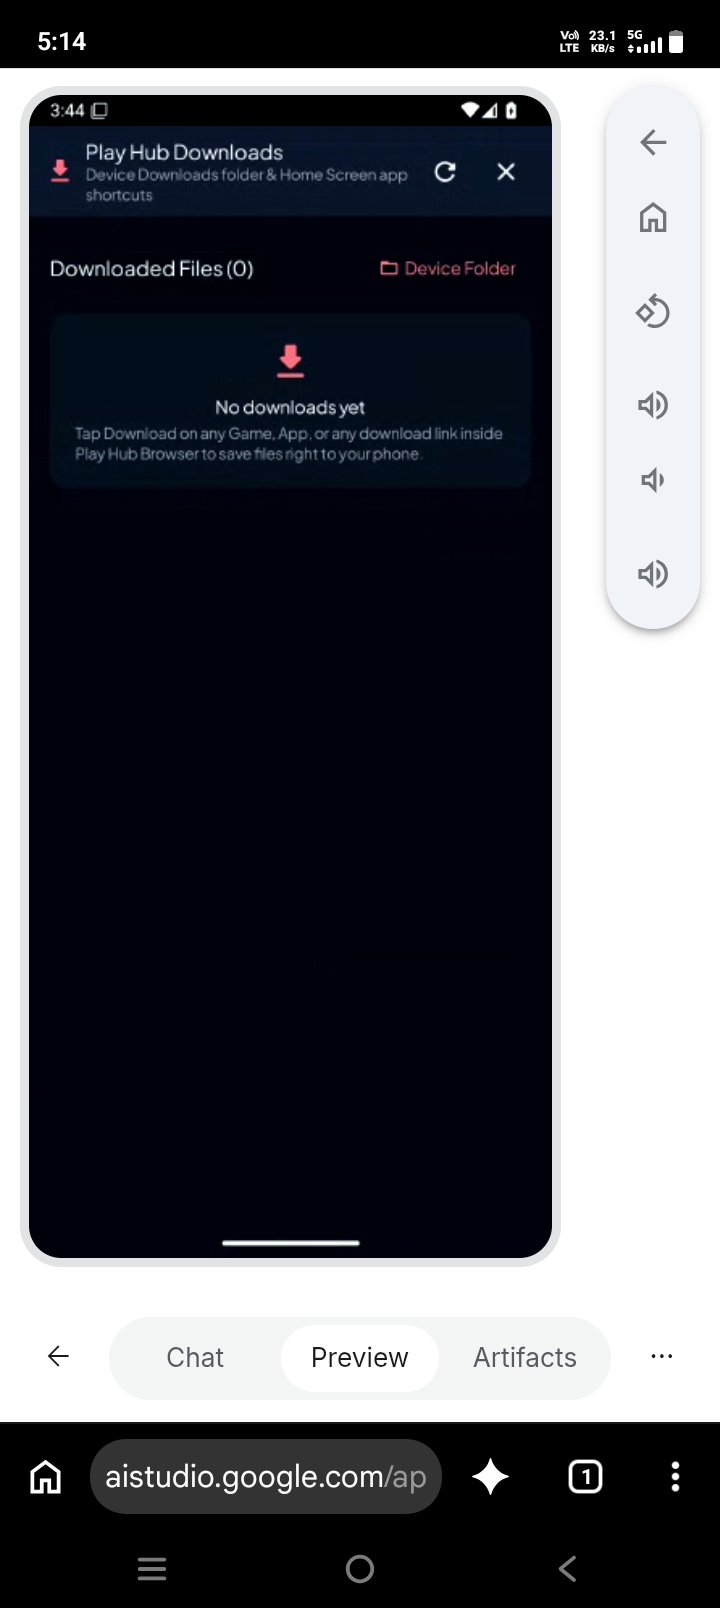 5:14
Vo)) LTE 23.1 KB/s 5G
3:44
Play Hub Downloads
Device Downloads folder & Home Screen app
shortcuts
Downloaded Files (0)
Device Folder
No downloads yet
Tap Download on any Game, App, or any download link inside
Play Hub Browser to save files right to your phone.
Chat
Preview
Artifacts
aistudio.google.com/ap
1